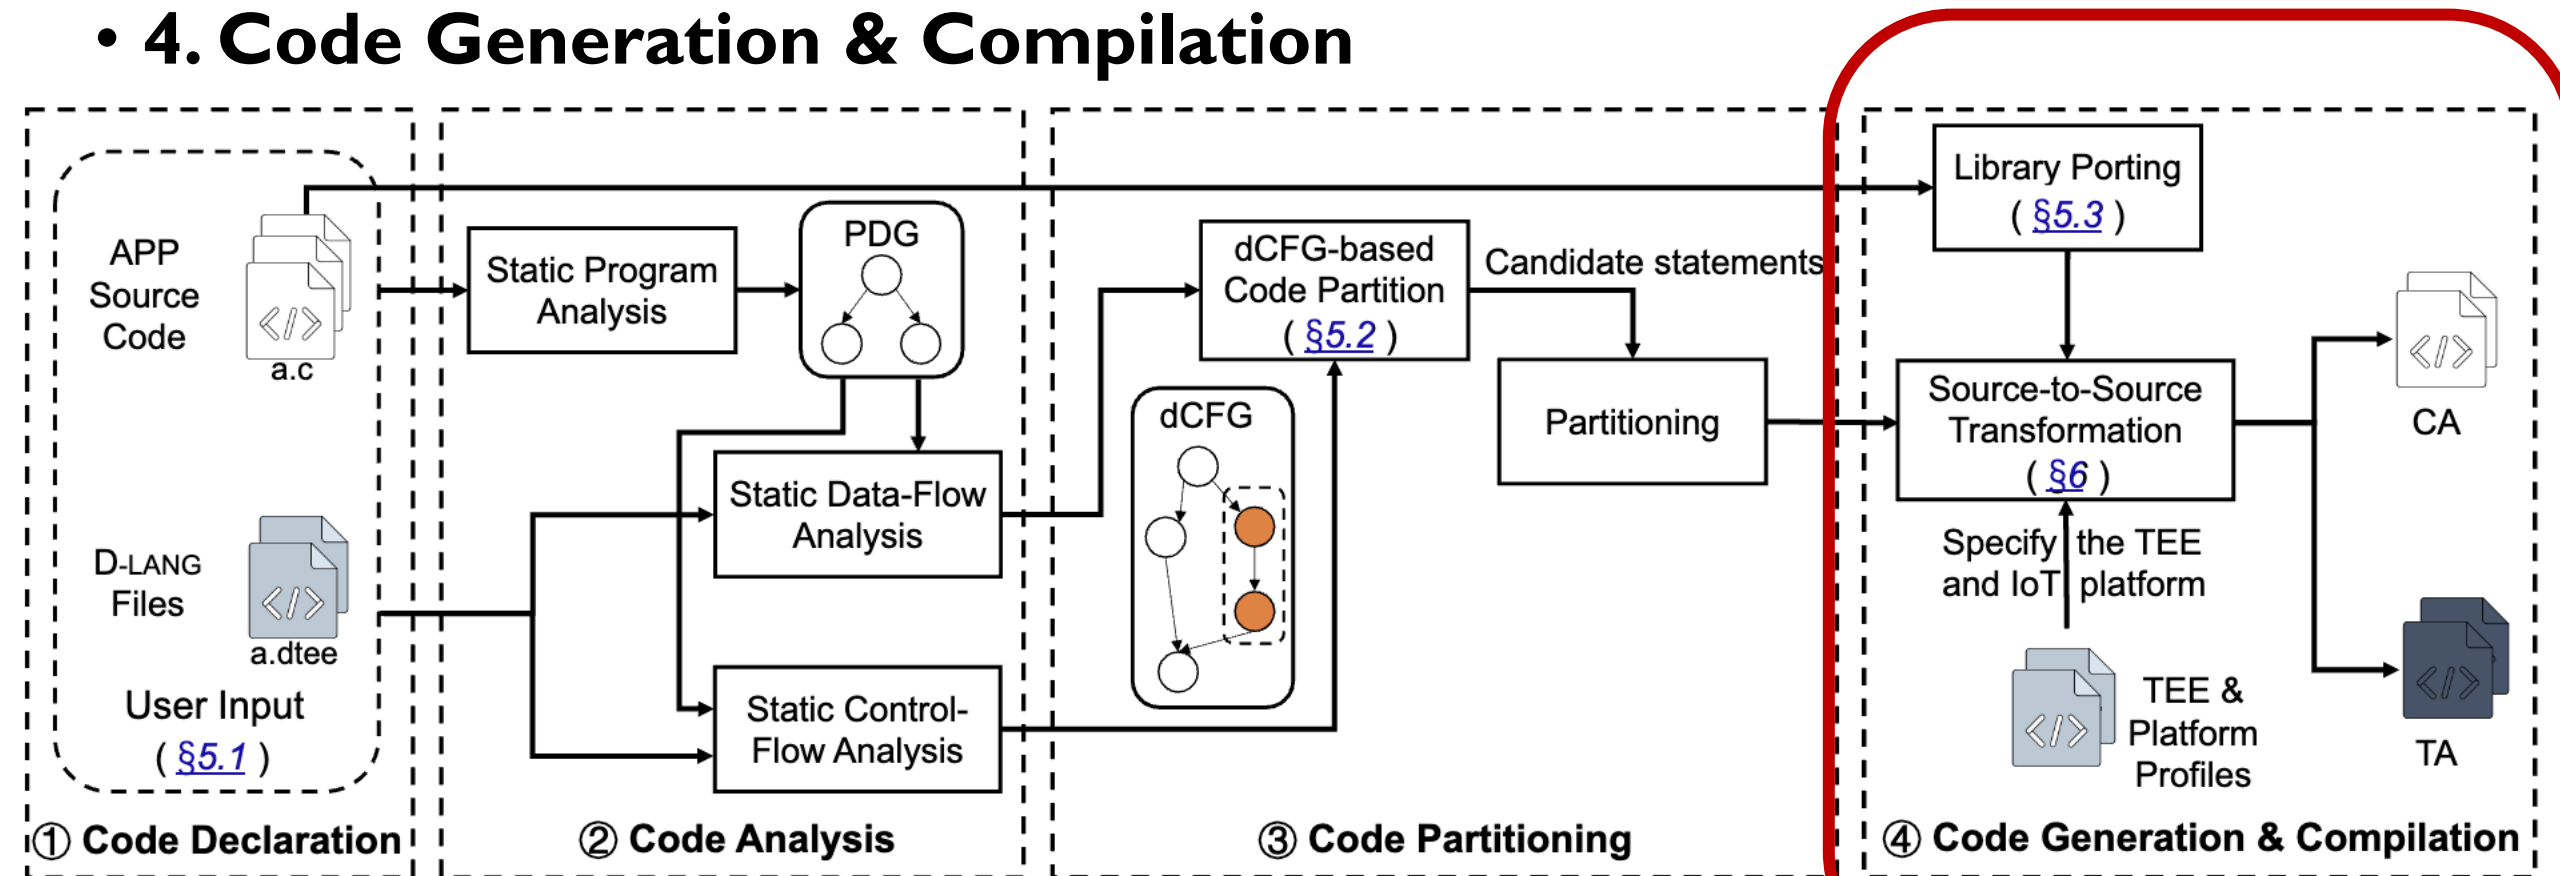 • 4. Code Generation & Compilation
APP
Source
Code
a.c
D-LANG
Files
a.dtee
User Input
( §5.1 )
① Code Declaration
Static Program
Analysis
PDG
Static Data-Flow
Analysis
Static Control-
Flow Analysis
② Code Analysis
dCFG-based
Code Partition
( §5.2 )
Candidate statements
dCFG
Partitioning
③ Code Partitioning
Library Porting
( §5.3 )
Source-to-Source
Transformation
( §6 )
Specify the TEE
and IoT platform
TEE &
Platform
Profiles
CA
TA
④ Code Generation & Compilation